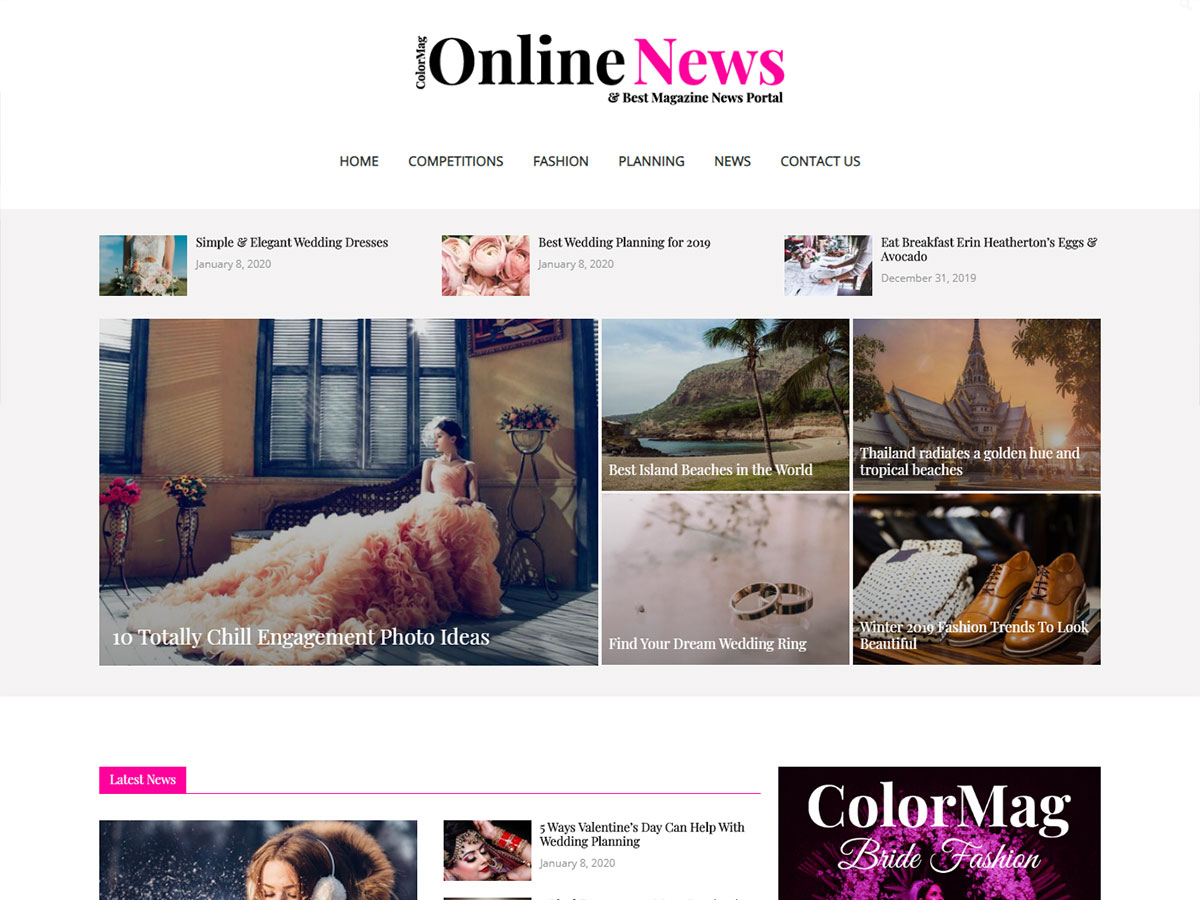 ColorMag
Online News
& Best Magazine News Portal
HOME COMPETITIONS FASHION PLANNING NEWS CONTACT US
Simple & Elegant Wedding Dresses
January 8, 2020
Best Wedding Planning for 2019
January 8, 2020
Eat Breakfast Erin Heatherton’s Eggs &
Avocado
December 31, 2019
10 Totally Chill Engagement Photo Ideas
Best Island Beaches in the World
Thailand radiates a golden hue and
tropical beaches
Find Your Dream Wedding Ring
Winter 2019 Fashion Trends To Look
Beautiful
Latest News
5 Ways Valentine’s Day Can Help With
Wedding Planning
January 8, 2020
ColorMag
Bride Fashion